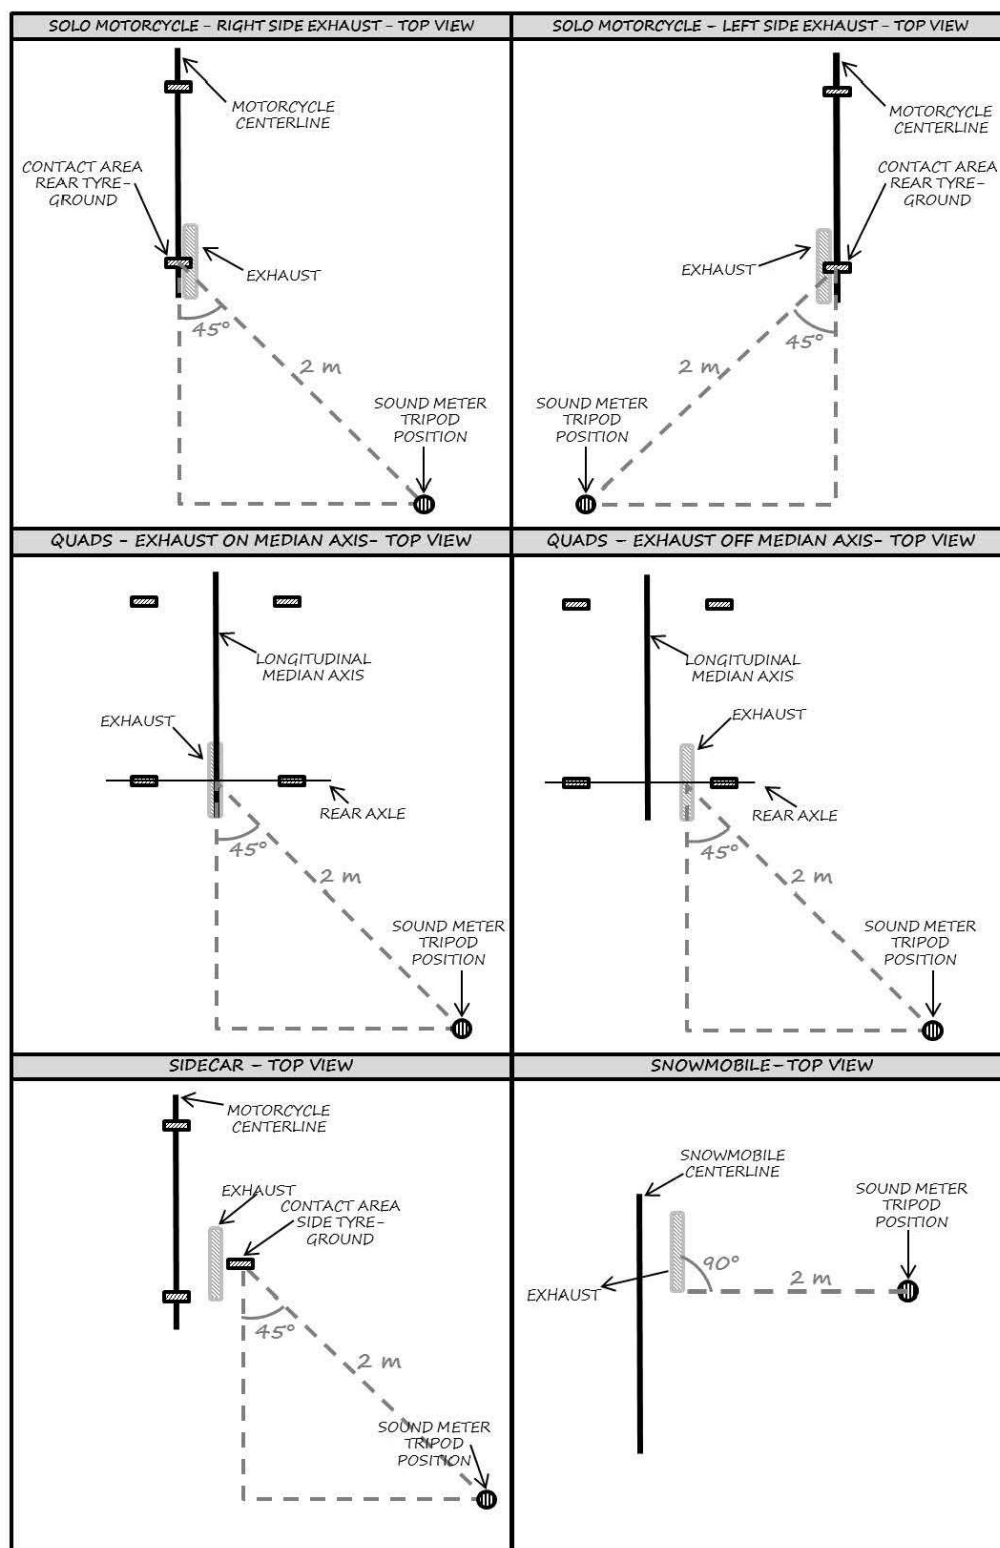 SOLO MOTORCYCLE - RIGHT SIDE EXHAUST - TOP VIEW
MOTORCYCLE
CENTERLINE
CONTACT AREA
REAR TYRE-
GROUND
EXHAUST
45°
2 m
SOUND METER
TRIPOD
POSITION
SOLO MOTORCYCLE - LEFT SIDE EXHAUST - TOP VIEW
MOTORCYCLE
CENTERLINE
CONTACT AREA
REAR TYRE-
GROUND
EXHAUST
45°
2 m
SOUND METER
TRIPOD
POSITION
QUADS - EXHAUST ON MEDIAN AXIS- TOP VIEW
LONGITUDINAL
MEDIAN AXIS
EXHAUST
REAR AXLE
45°
2 m
SOUND METER
TRIPOD
POSITION
QUADS - EXHAUST OFF MEDIAN AXIS- TOP VIEW
LONGITUDINAL
MEDIAN AXIS
EXHAUST
REAR AXLE
45°
2 m
SOUND METER
TRIPOD
POSITION
SIDECAR - TOP VIEW
MOTORCYCLE
CENTERLINE
EXHAUST
CONTACT AREA
SIDE TYRE-
GROUND
45°
2 m
SOUND METER
TRIPOD
POSITION
SNOWMOBILE-TOP VIEW
SNOWMOBILE
CENTERLINE
SOUND METER
TRIPOD
POSITION
90°
2 m
EXHAUST